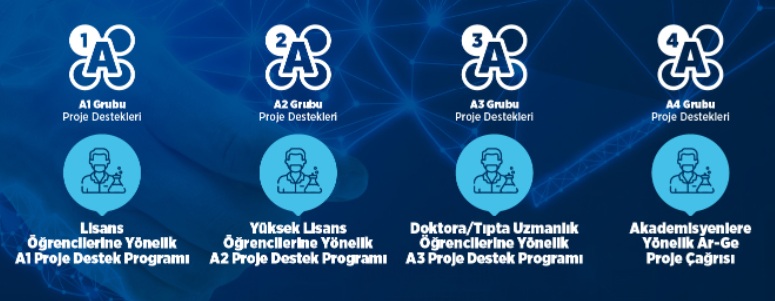 1
A
A1 Grubu
Proje Destekleri
Lisans
Öğrencilerine Yönelik
A1 Proje Destek Programı
2
A
A2 Grubu
Proje Destekleri
Yüksek Lisans
Öğrencilerine Yönelik
A2 Proje Destek Programı
3
A
A3 Grubu
Proje Destekleri
Doktora/Tıpta Uzmanlık
Öğrencilerine Yönelik
A3 Proje Destek Programı
4
A
A4 Grubu
Proje Destekleri
Akademisyenlere
Yönelik Ar-Ge
Proje Çağrısı